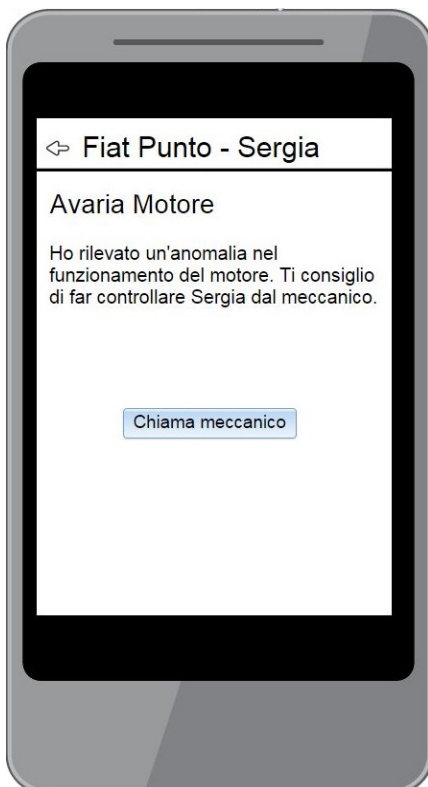 Fiat Punto - Sergia
Avaria Motore
Ho rilevato un'anomalia nel
funzionamento del motore. Ti consiglio
di far controllare Sergia dal meccanico.
Chiama meccanico